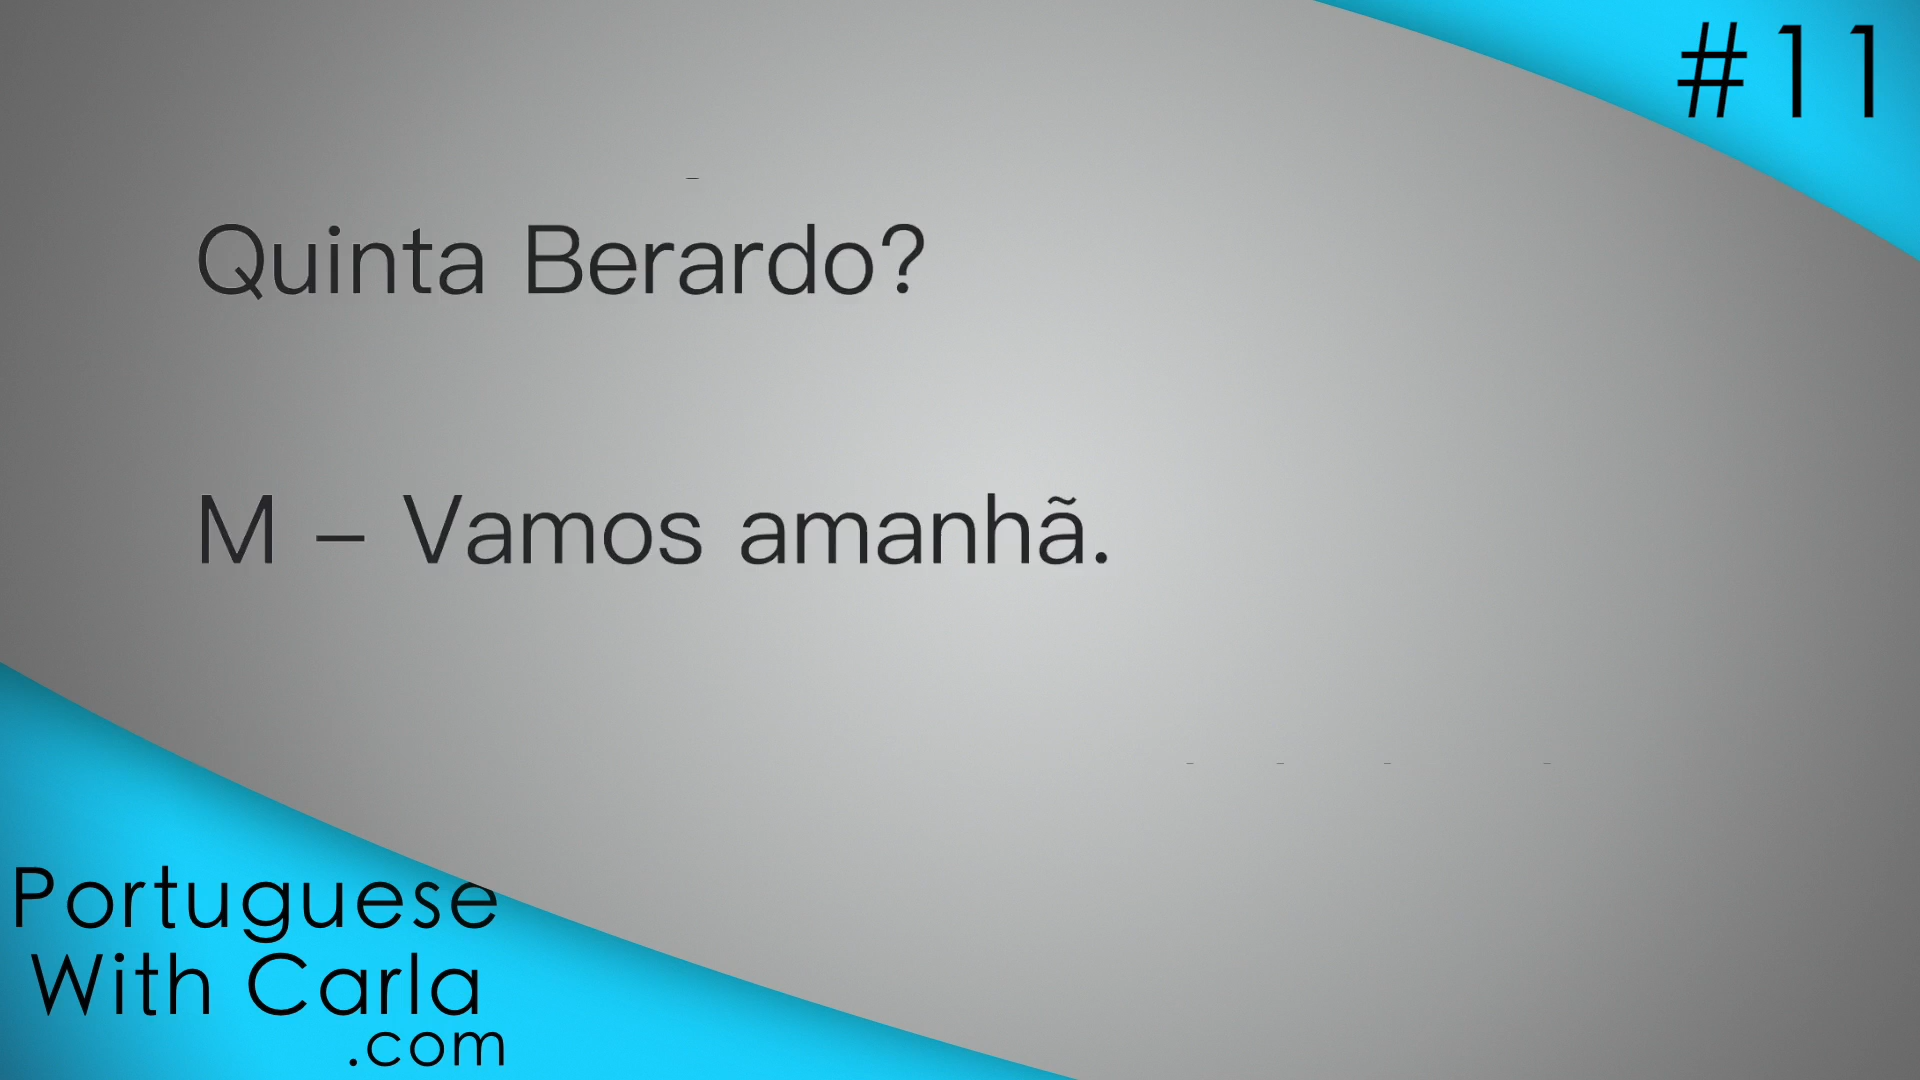 #11
Quinta Berardo?
M – Vamos amanhã.
Portuguese
With Carla
.com